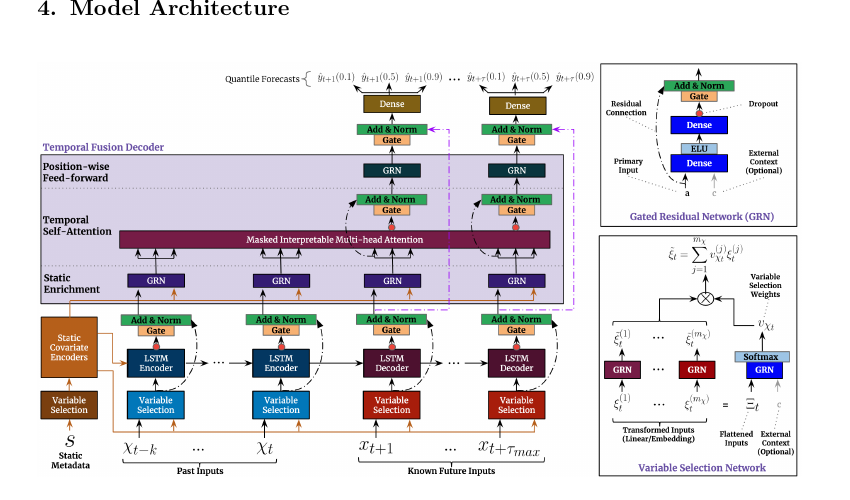 4. Model Architecture
Quantile Forecasts { ŷt+1(0.1) ŷt+1(0.5) ŷt+1(0.9) ... ŷt+τ(0.1) ŷt+τ(0.5) ŷt+τ(0.9)
Dense Dense
Add & Norm Add & Norm
Gate Gate
Temporal Fusion Decoder
Position-wise
Feed-forward
GRN GRN
Add & Norm Add & Norm
Gate Gate
Temporal
Self-Attention
Masked Interpretable Multi-head Attention
Static
Enrichment
GRN GRN GRN GRN
Add & Norm Add & Norm Add & Norm Add & Norm
Gate Gate Gate Gate
Static
Covariate
Encoders
LSTM Encoder ... LSTM Encoder LSTM Decoder ... LSTM Decoder
Variable Selection Variable Selection Variable Selection Variable Selection Variable Selection
S χt−k ... χt xt+1 ... xt+τmax
Static
Metadata
Past Inputs Known Future Inputs
Add & Norm
Gate
Residual
Connection
Dropout
Dense
ELU
Dense
Primary
Input
External
Context
(Optional)
a c
Gated Residual Network (GRN)
ξ̃t = ∑ j=1 mχ vχt(j) ξ̃t(j)
Variable
Selection
Weights
vχt
ξ̃t(1) ... ξ̃t(mχ)
Softmax
GRN ... GRN GRN
ξt(1) ... ξt(mχ) = Ξt c
Transformed Inputs
(Linear/Embedding)
Flattened
Inputs
External
Context
(Optional)
Variable Selection Network